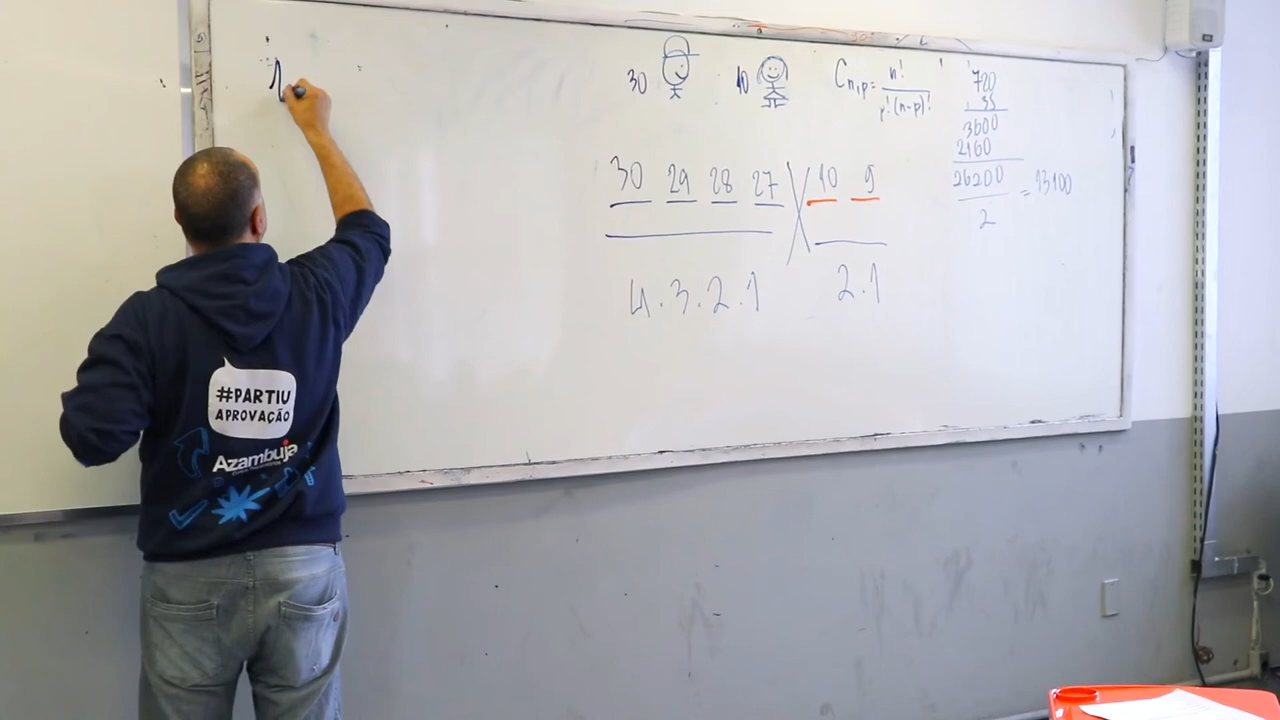 1
30
10
C n,p = n! / p!(n-p)!
30 29 28 27 X 10 9
4.3.2.1 2.1
720
3600
2160
26200 = 13100
2
#PARTIU
APROVAÇÃO
Azambuja